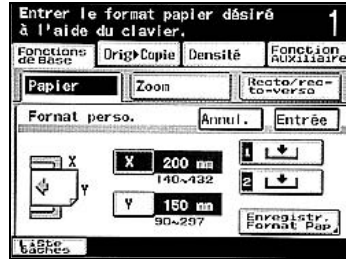 Entrer le format papier désiré
à l'aide du clavier.
1
Fonctions de Base
Orig▸Copie
Densité
Fonction Auxiliaire
Papier
Zoom
Recto/rec-
to-verso
Format perso.
Annul.
Entrée
X
X
200 mm
140~432
1
Y
Y
150 mm
90~297
2
Enregistr.
Format Pap.
Liste
tâches